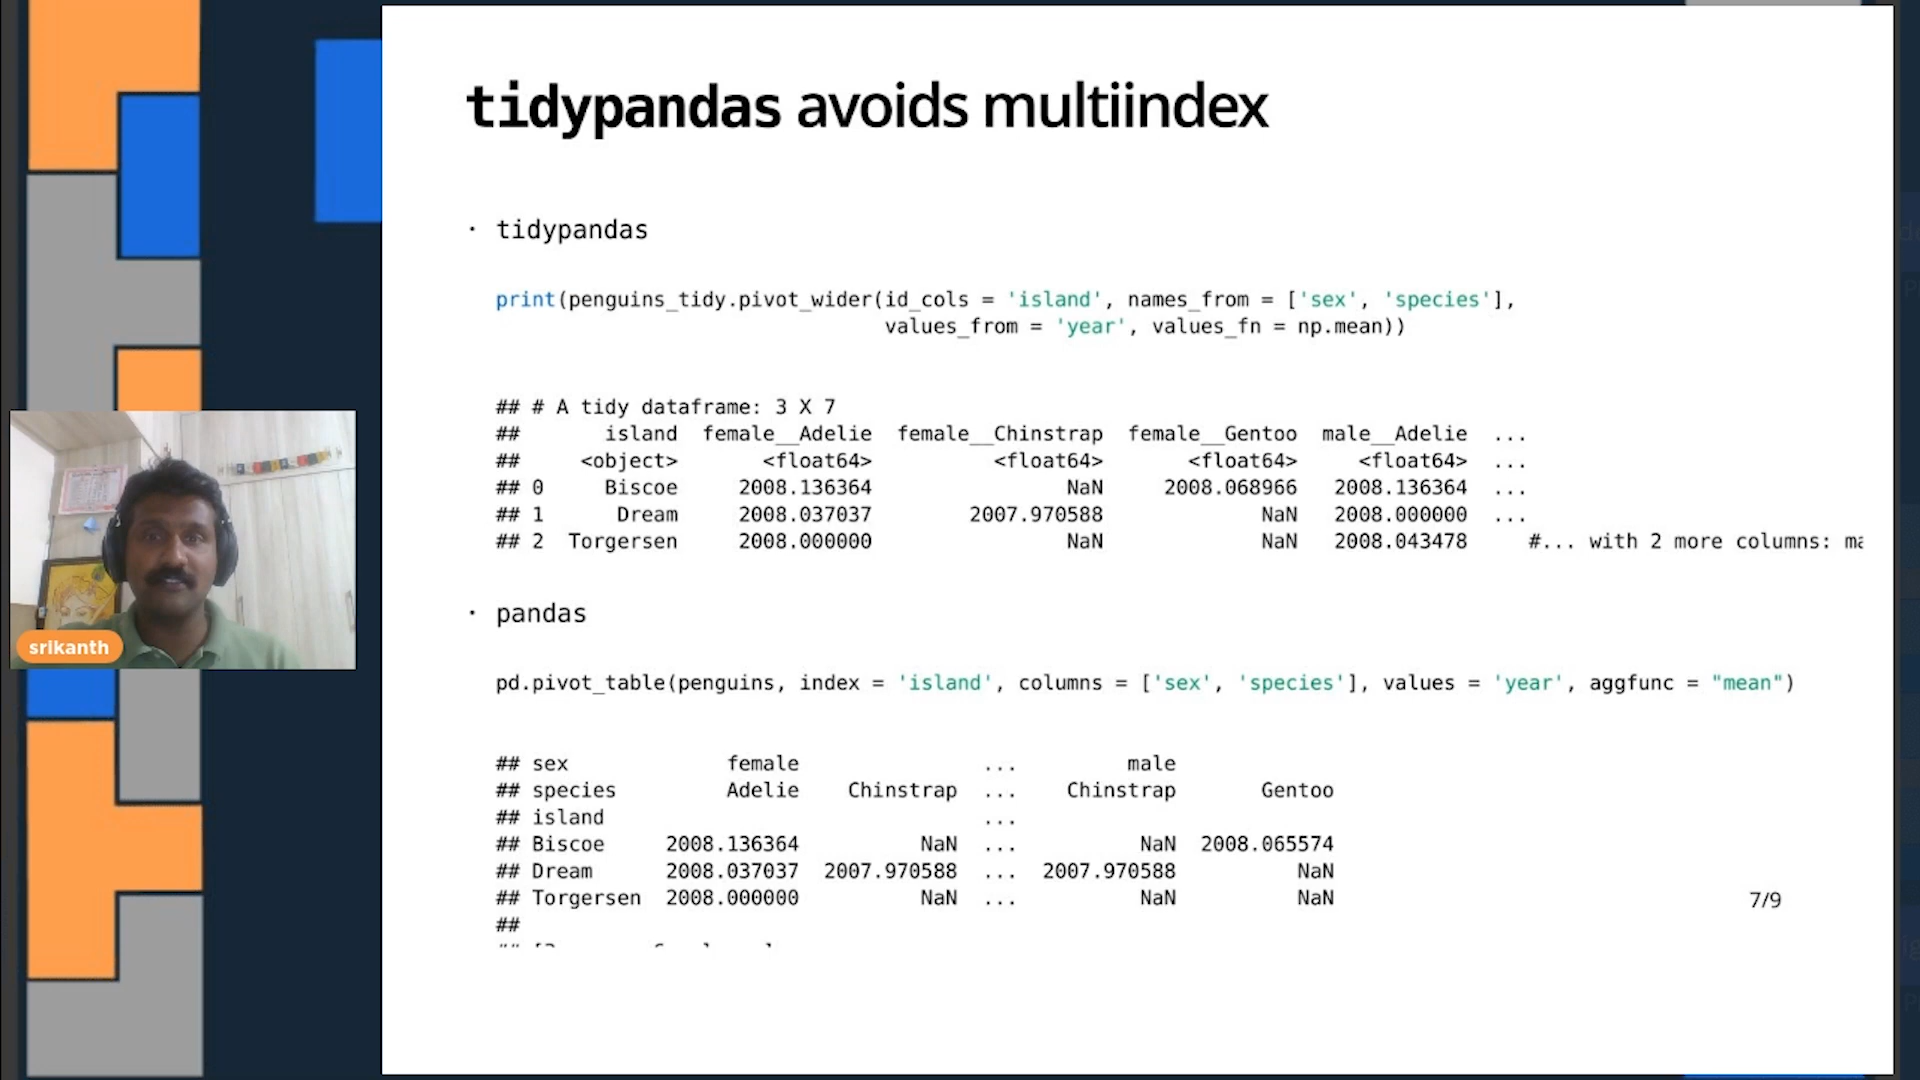 tidypandas avoids multiindex
· tidypandas
print(penguins_tidy.pivot_wider(id_cols = 'island', names_from = ['sex', 'species'],
values_from = 'year', values_fn = np.mean))
## # A tidy dataframe: 3 X 7
##       island  female__Adelie  female__Chinstrap  female__Gentoo  male__Adelie  ...
##     <object>       <float64>          <float64>       <float64>     <float64>  ...
## 0     Biscoe     2008.136364                NaN     2008.068966   2008.136364  ...
## 1      Dream     2008.037037        2007.970588             NaN   2008.000000  ...
## 2  Torgersen     2008.000000                NaN             NaN   2008.043478     #... with 2 more columns:
· pandas
pd.pivot_table(penguins, index = 'island', columns = ['sex', 'species'], values = 'year', aggfunc = "mean")
## sex             female               ...         male
## species         Adelie    Chinstrap  ...    Chinstrap       Gentoo
## island                               ...
## Biscoe     2008.136364          NaN  ...          NaN  2008.065574
## Dream      2008.037037  2007.970588  ...  2007.970588          NaN
## Torgersen  2008.000000          NaN  ...          NaN          NaN
##
7/9
srikanth